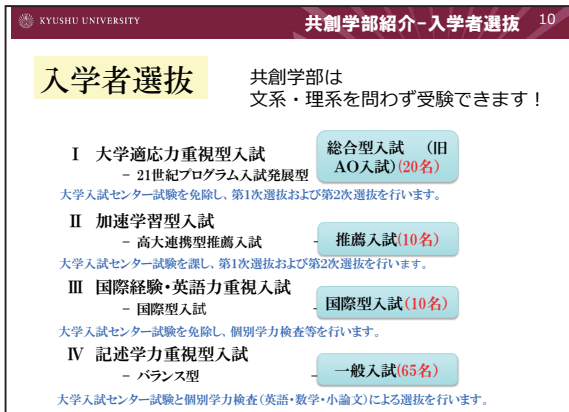 KYUSHU UNIVERSITY
共創学部紹介-入学者選抜 10
入学者選抜
共創学部は
文系・理系を問わず受験できます！
Ⅰ 大学適応力重視型入試
- 21世紀プログラム入試発展型
総合型入試 （旧
AO入試）(20名)
大学入試センター試験を免除し、第1次選抜および第2次選抜を行います。
Ⅱ 加速学習型入試
- 高大連携型推薦入試
- 推薦入試(10名)
大学入試センター試験を課し、第1次選抜および第2次選抜を行います。
Ⅲ 国際経験・英語力重視入試
- 国際型入試
- 国際型入試(10名)
大学入試センター試験を免除し、個別学力検査等を行います。
Ⅳ 記述学力重視型入試
- バランス型
- 一般入試(65名)
大学入試センター試験と個別学力検査（英語・数学・小論文）による選抜を行います。